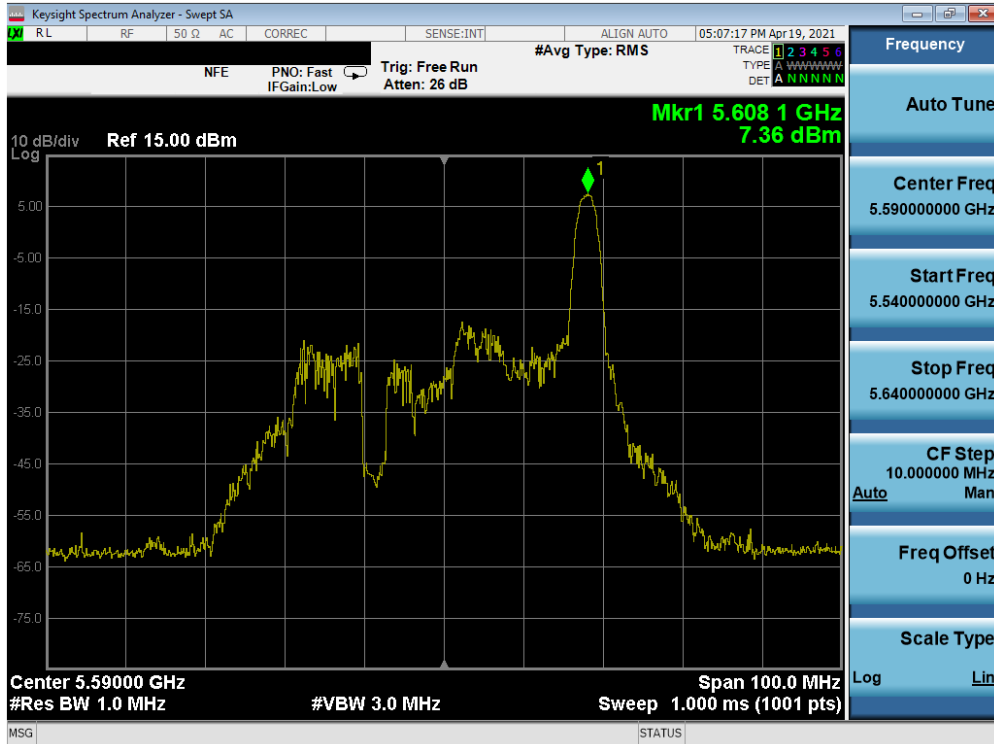 Keysight Spectrum Analyzer - Swept SA
LXI RL RF 50 Ω AC CORREC SENSE:INT ALIGN AUTO 05:07:17 PM Apr 19, 2021
NFE PNO: Fast IFGain:Low Trig: Free Run Atten: 26 dB #Avg Type: RMS
TRACE 1 2 3 4 5 6
TYPE A WWWWW
DET A N N N N N
Mkr1 5.608 1 GHz
7.36 dBm
10 dB/div Ref 15.00 dBm
Log
1
5.00
-5.00
-15.0
-25.0
-35.0
-45.0
-55.0
-65.0
-75.0
Center 5.59000 GHz Span 100.0 MHz
#Res BW 1.0 MHz #VBW 3.0 MHz Sweep 1.000 ms (1001 pts)
MSG STATUS
Frequency
Auto Tune
Center Freq
5.590000000 GHz
Start Freq
5.540000000 GHz
Stop Freq
5.640000000 GHz
CF Step
10.000000 MHz
Auto Man
Freq Offset
0 Hz
Scale Type
Log Lin